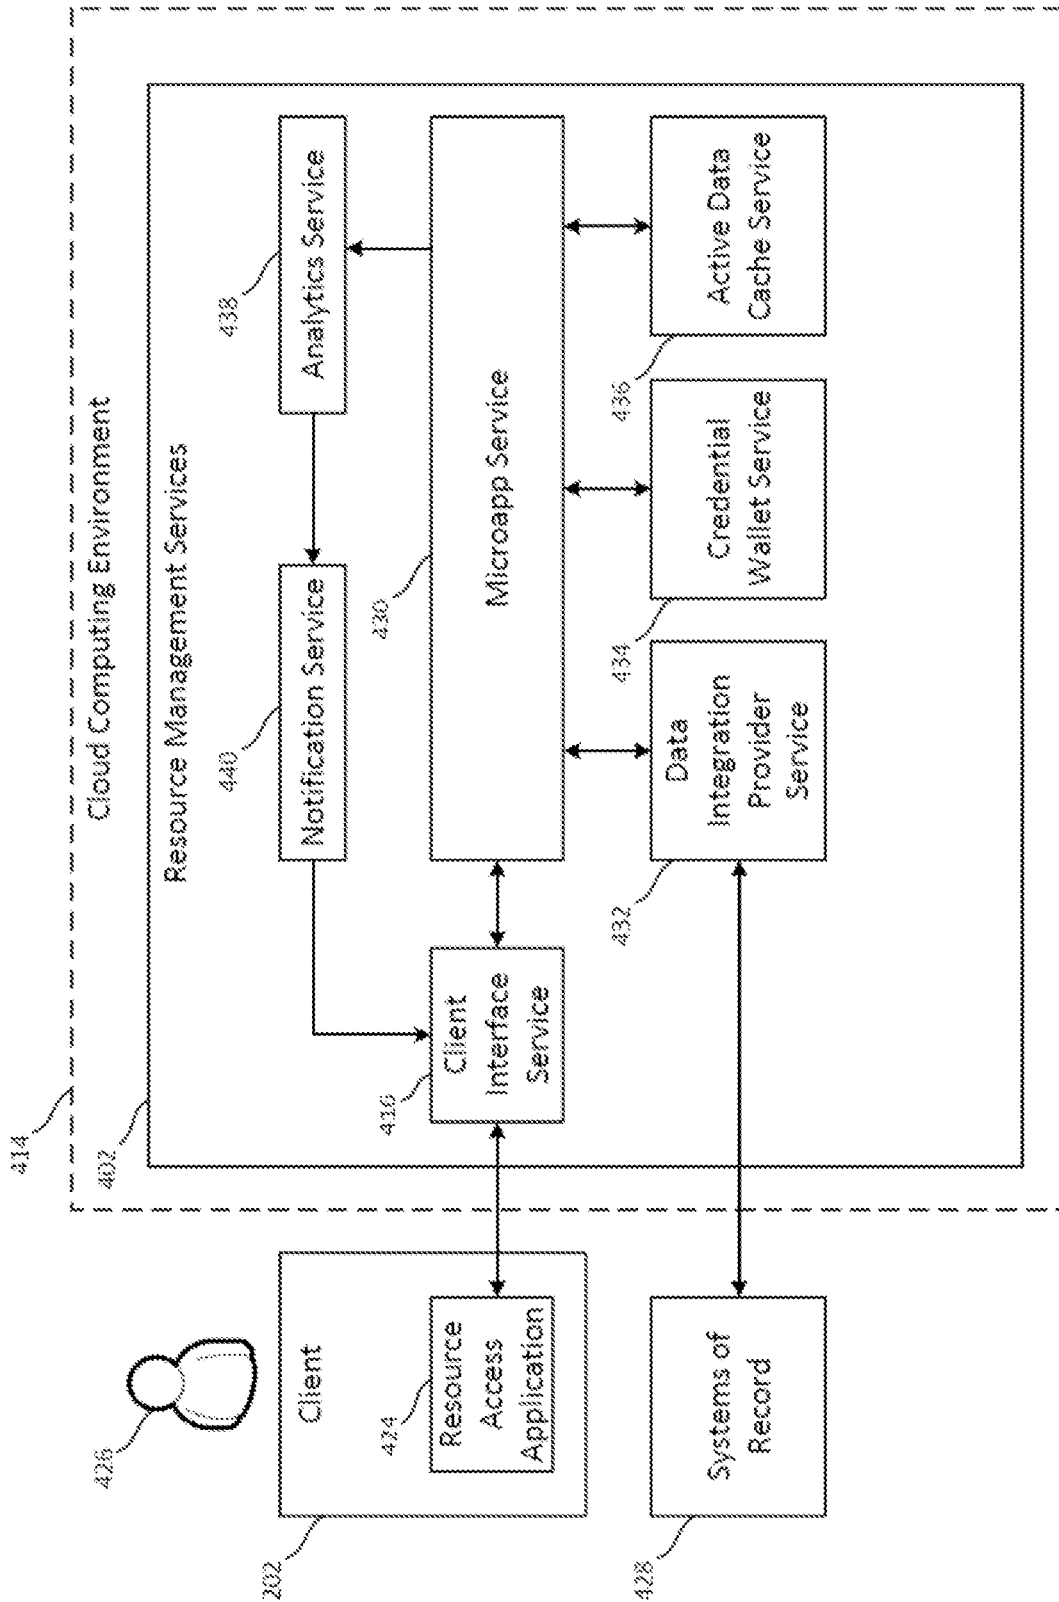 414
Cloud Computing Environment
402
Resource Management Services
426
202
Client
424
Resource
Access
Application
416
Client
Interface
Service
440
Notification Service
438
Analytics Service
430
Microapp Service
428
Systems of
Record
432
Data
Integration
Provider
Service
434
Credential
Wallet Service
436
Active Data
Cache Service